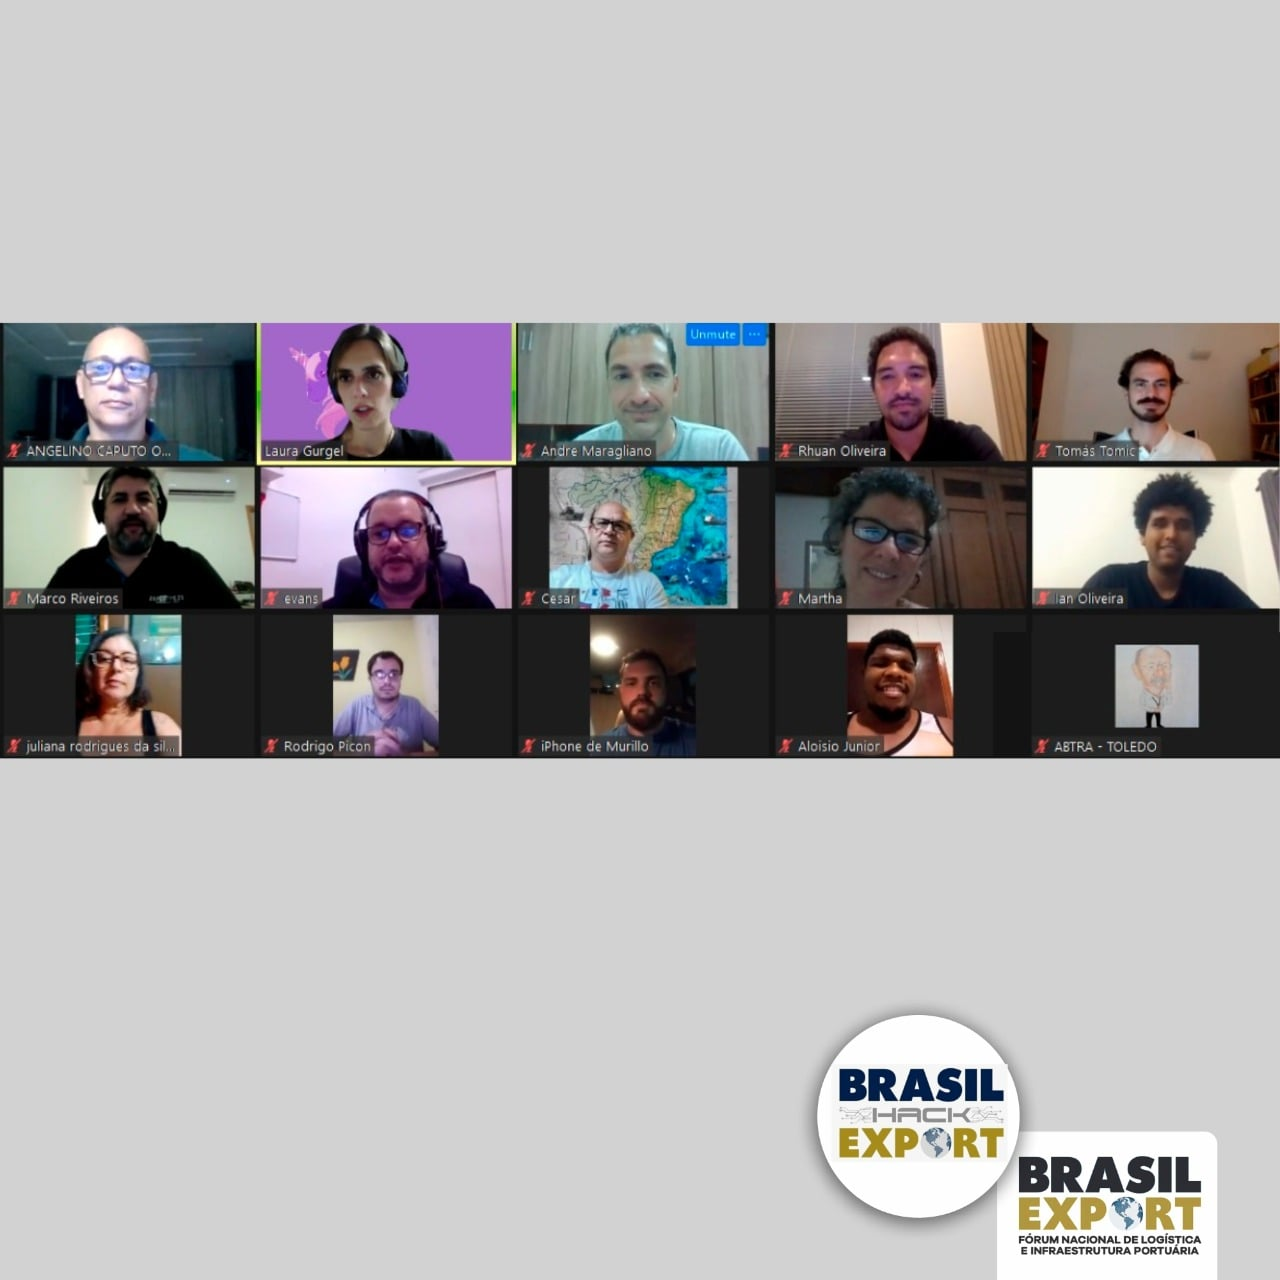 Unmute ...
ANGELINO CAPUTO O...
Laura Gurgel
Andre Maragliano
Rhuan Oliveira
Tomás Tomic
Marco Riveiros
evans
Cesar
Martha
Ian Oliveira
juliana rodrigues da sil...
Rodrigo Picon
iPhone de Murillo
Aloisio Junior
ABTRA - TOLEDO
BRASIL
HACK
EXPORT
BRASIL
EXPORT
FÓRUM NACIONAL DE LOGÍSTICA
E INFRAESTRUTURA PORTUÁRIA